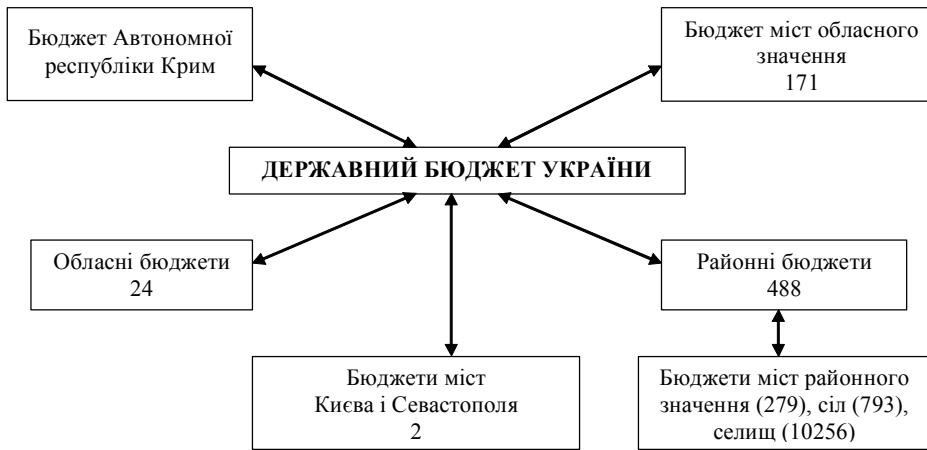 Бюджет Автономної
республіки Крим
Бюджет міст обласного
значення
171
ДЕРЖАВНИЙ БЮДЖЕТ УКРАЇНИ
Обласні бюджети
24
Районні бюджети
488
Бюджети міст
Києва і Севастополя
2
Бюджети міст районного
значення (279), сіл (793),
селищ (10256)